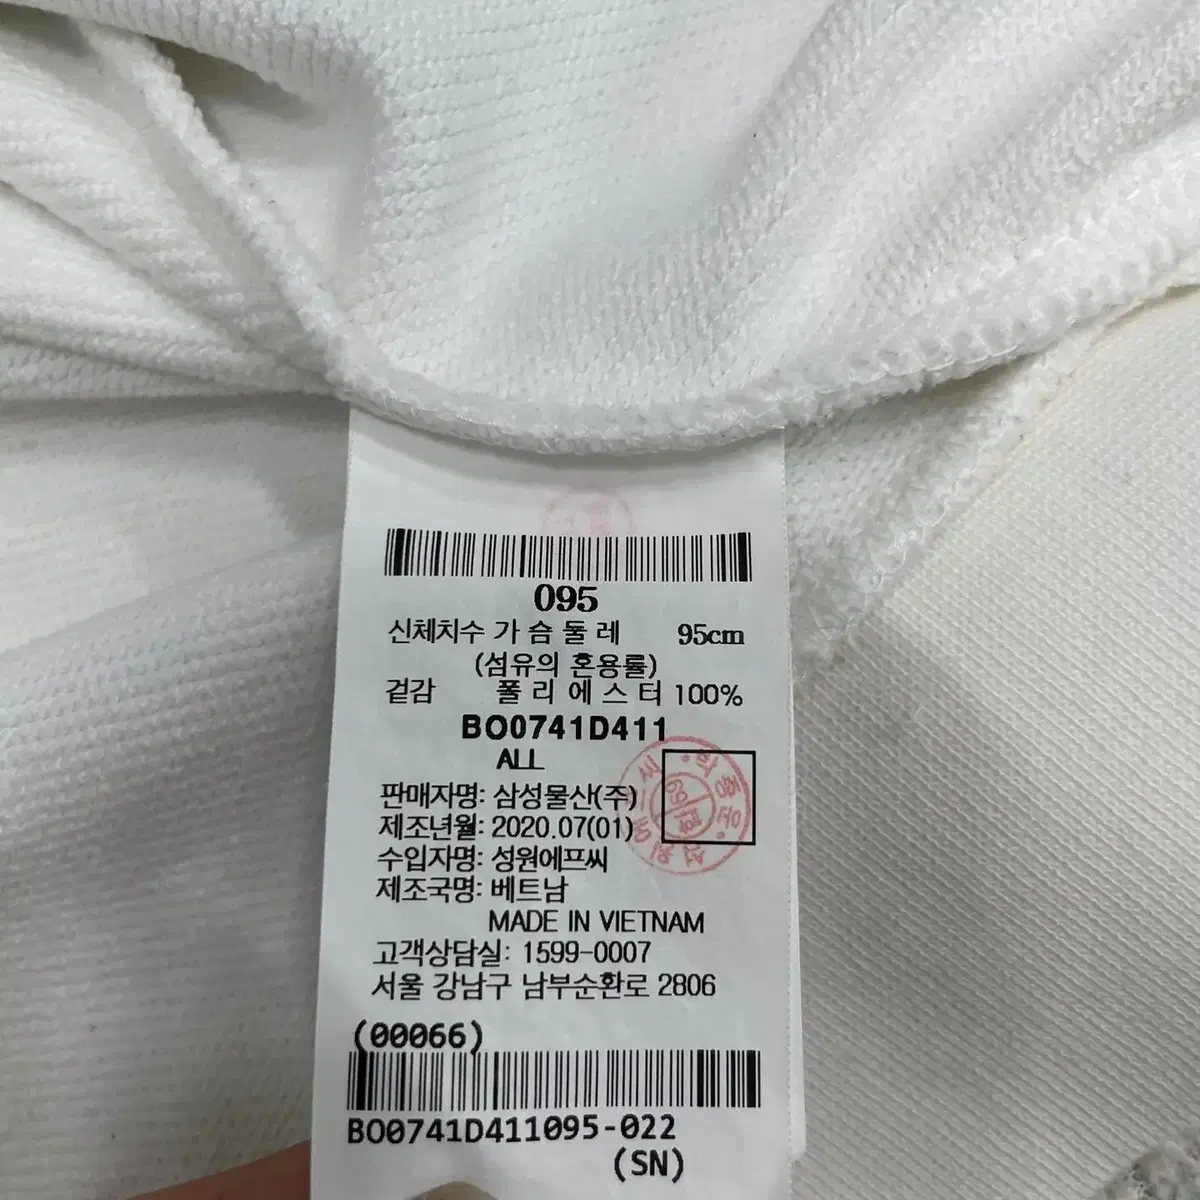 095
신체치수 가 슴 둘 레 95cm
(섬유의 혼용률)
겉감 폴 리 에 스 터 100%
BO0741D411
ALL
판매자명: 삼성물산(주)
제조년월: 2020.07(01)
수입자명: 성원에프씨
제조국명: 베트남
MADE IN VIETNAM
고객상담실: 1599-0007
서울 강남구 남부순환로 2806
(00066)
BO0741D411095-022
(SN)